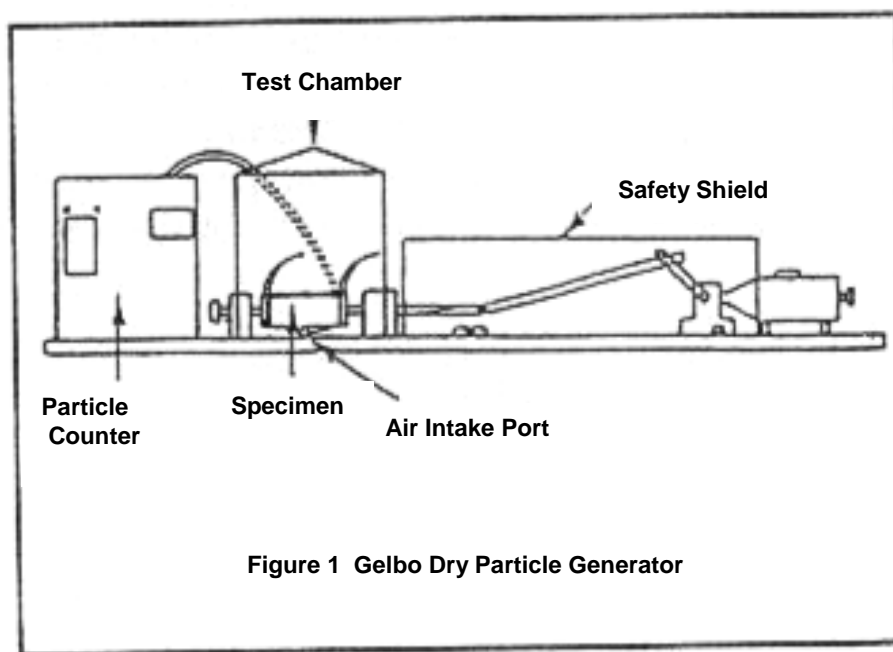 Test Chamber
Safety Shield
Particle
Counter
Specimen
Air Intake Port
Figure 1 Gelbo Dry Particle Generator